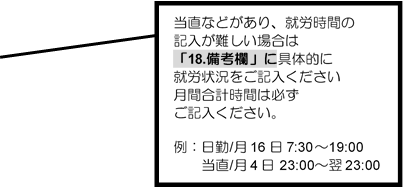 当直などがあり、就労時間の
記入が難しい場合は
「18.備考欄」に具体的に
就労状況をご記入ください
月間合計時間は必ず
ご記入ください。
例：日勤/月 16 日 7:30～19:00
当直/月 4 日 23:00～翌 23:00